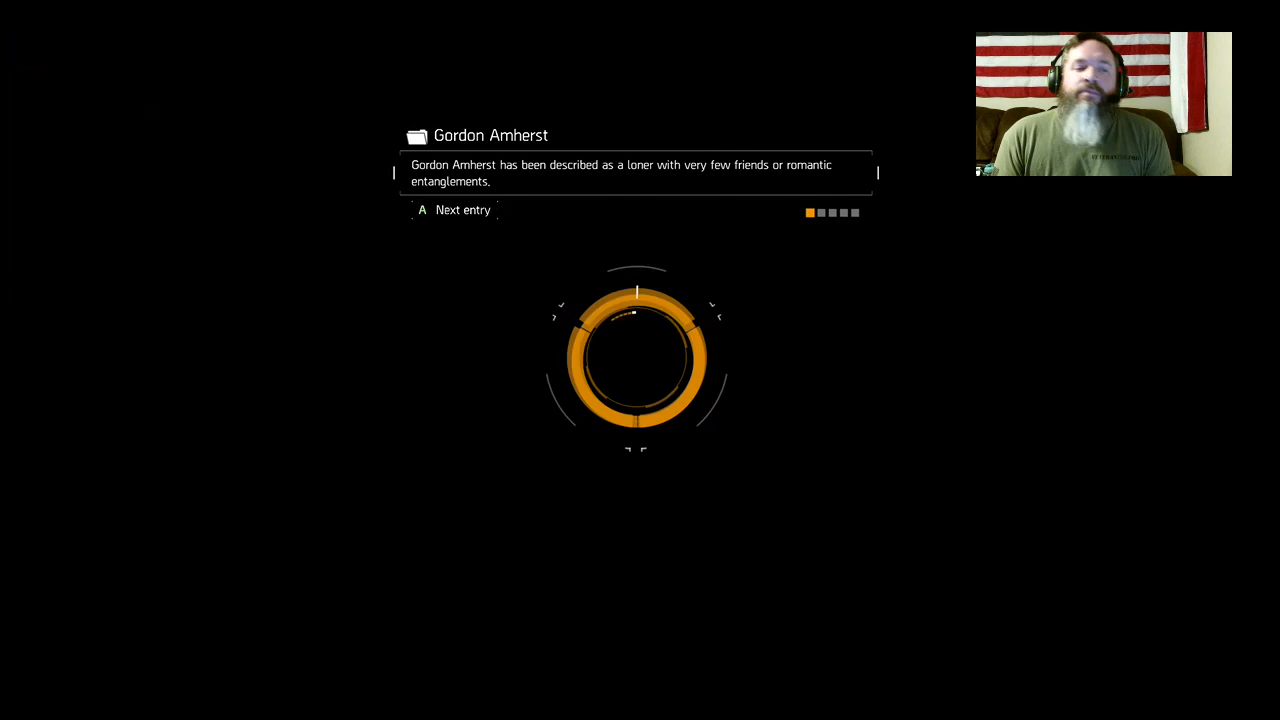 Gordon Amherst
Gordon Amherst has been described as a loner with very few friends or romantic
entanglements.
A Next entry